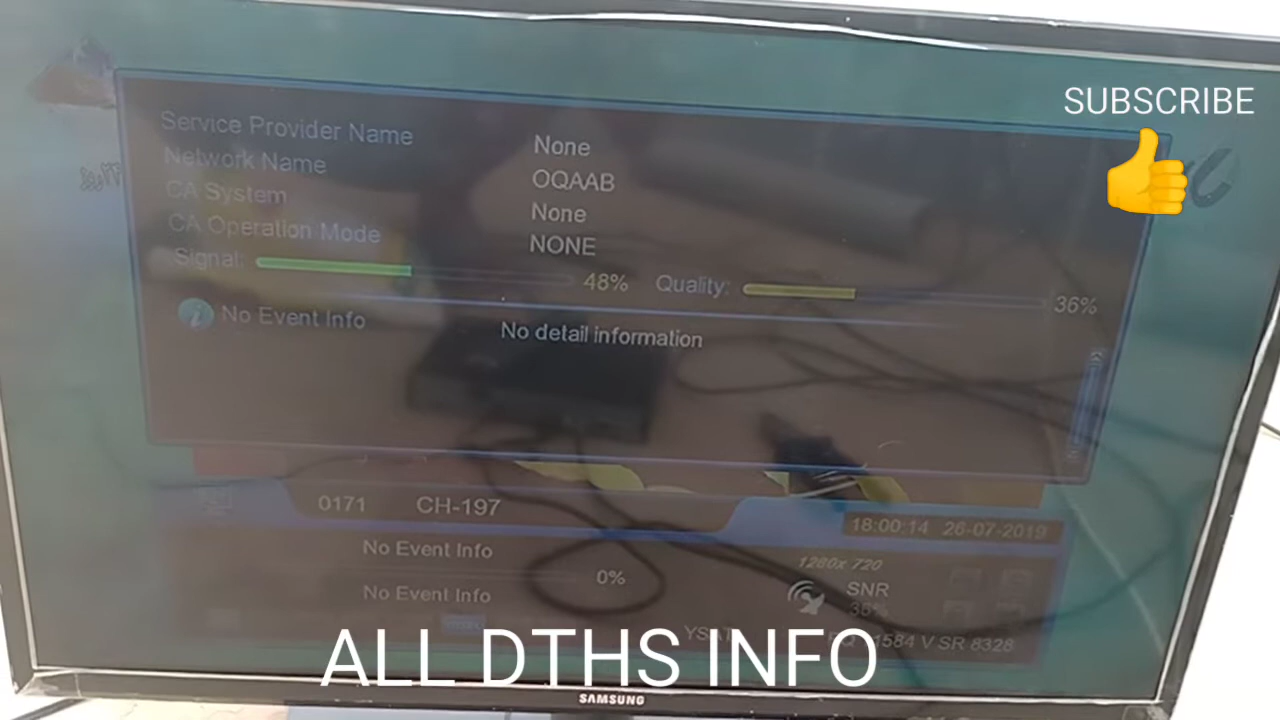 SUBSCRIBE
Service Provider Name None
Network Name OQAAB
CA System None
CA Operation Mode NONE
Signal: 48% Quality: 36%
No Event Info No detail information
0171 CH-197
18:00:14 26-07-2019
No Event Info
1280x 720
0%
SNR
No Event Info
1584 V SR 8328
ALL DTHS INFO
SAMSUNG